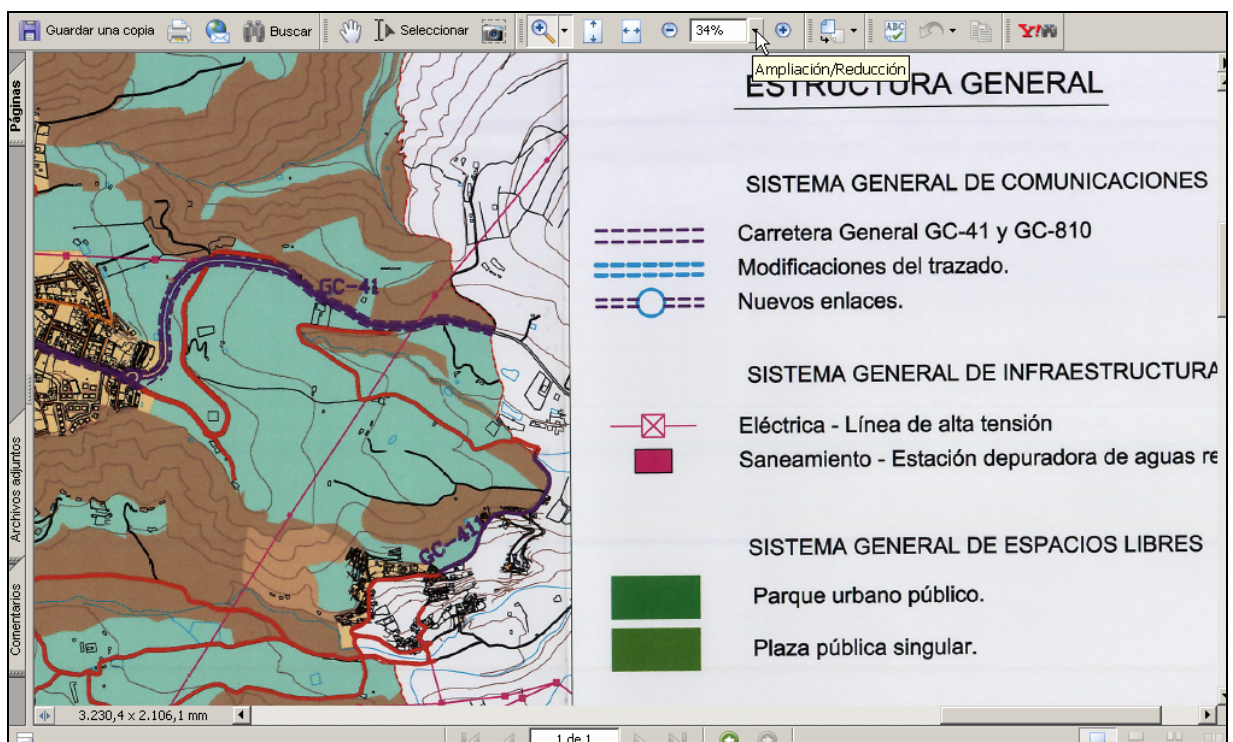 Guardar una copia Buscar Seleccionar 34%
Ampliación/Reducción
Páginas
ESTRUCTURA GENERAL
SISTEMA GENERAL DE COMUNICACIONES
Carretera General GC-41 y GC-810
Modificaciones del trazado.
Nuevos enlaces.
GC-41
SISTEMA GENERAL DE INFRAESTRUCTURA
Eléctrica - Línea de alta tensión
Saneamiento - Estación depuradora de aguas re
Archivos adjuntos
GC-411
SISTEMA GENERAL DE ESPACIOS LIBRES
Parque urbano público.
Plaza pública singular.
Comentarios
3.230,4 x 2.106,1 mm
1 de 1